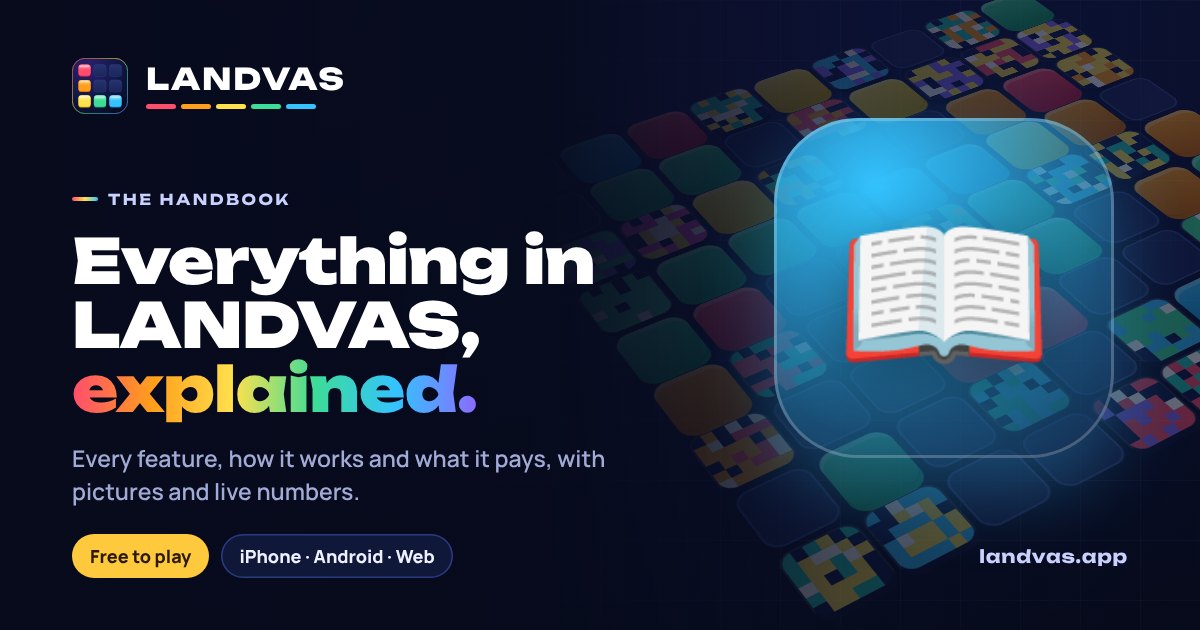 LANDVAS
THE HANDBOOK
Everything in
LANDVAS,
explained.
Every feature, how it works and what it pays, with
pictures and live numbers.
Free to play
iPhone · Android · Web
landvas.app